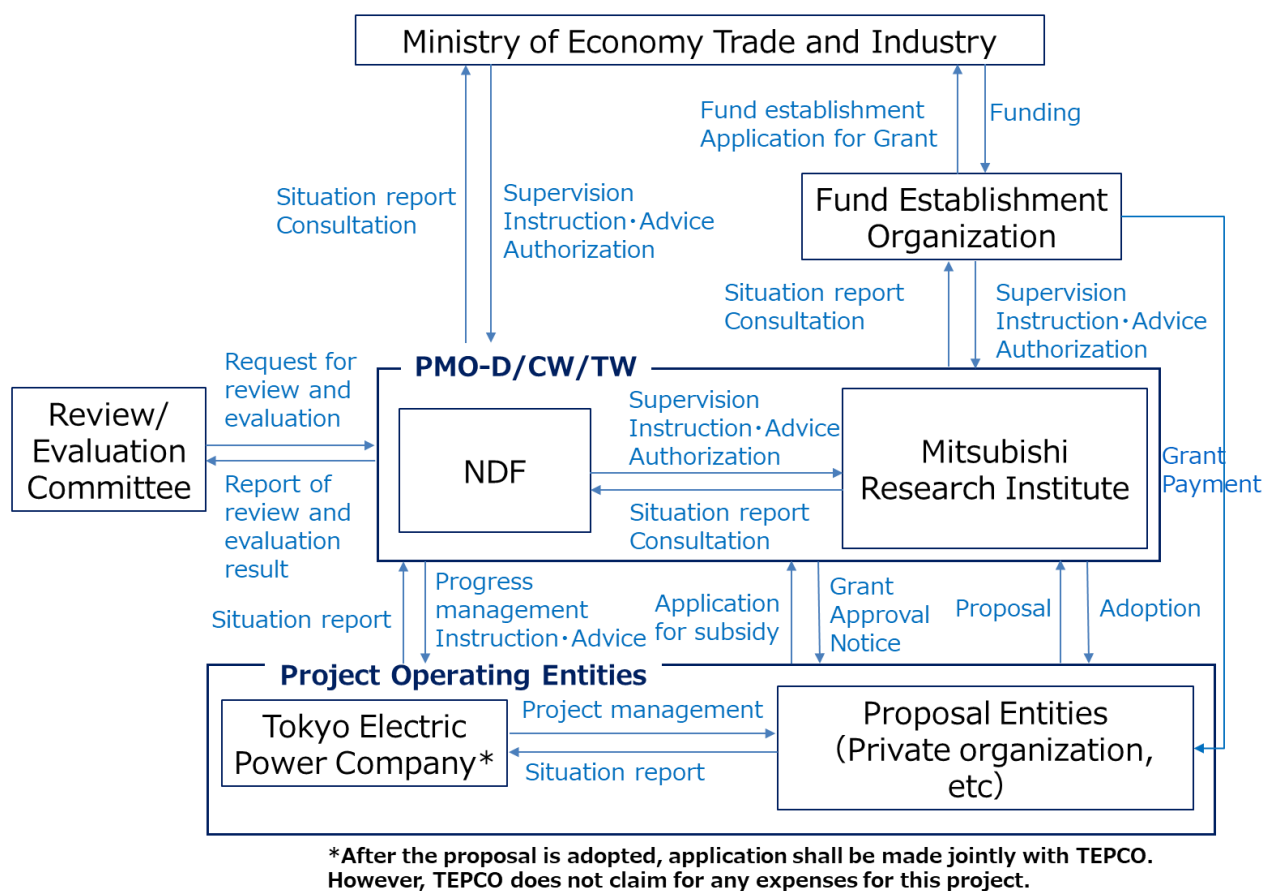 Ministry of Economy Trade and Industry
Fund establishment
Application for Grant
Funding
Situation report
Consultation
Supervision
Instruction・Advice
Authorization
Fund Establishment
Organization
Situation report
Consultation
Supervision
Instruction・Advice
Authorization
Request for
review and
evaluation
PMO-D/CW/TW
Review/
Evaluation
Committee
NDF
Supervision
Instruction・Advice
Authorization
Mitsubishi
Research Institute
Grant
Payment
Report of
review and
evaluation
result
Situation report
Consultation
Situation report
Progress
management
Instruction・Advice
Application
for subsidy
Grant
Approval
Notice
Proposal
Adoption
Project Operating Entities
Tokyo Electric
Power Company*
Project management
Situation report
Proposal Entities
（Private organization,
etc）
*After the proposal is adopted, application shall be made jointly with TEPCO.
However, TEPCO does not claim for any expenses for this project.